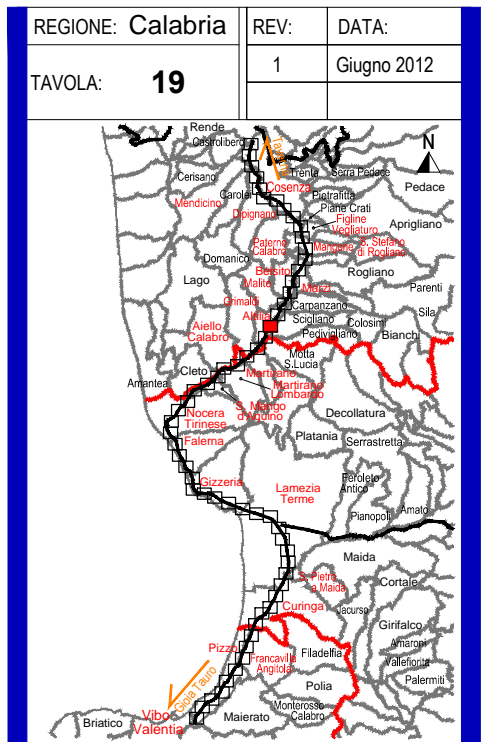 REGIONE: Calabria
REV:
DATA:
TAVOLA: 19
1
Giugno 2012
Rende
Castrolibero
N
Trenta
Serra Pedace
Cerisano
Cosenza
Pedace
Carolei
Pietrafitta
Mendicino
Piane Crati
Dipignano
Figline
Vegliaturo
Aprigliano
Paterno
Calabro
Mangone
S. Stefano
di Rogliano
Domanico
Belsito
Rogliano
Lago
Malito
Marzi
Parenti
Grimaldi
Carpanzano
Sila
Altilia
Scigliano
Colosimi
Aiello
Calabro
Pedivigliano
Bianchi
Motta
S.Lucia
Cleto
Martirano
Amantea
Martirano
Lombardo
S. Mango
d'Aquino
Nocera
Tirinese
Decollatura
Falerna
Platania
Serrastretta
Gizzeria
Lamezia
Terme
Feroleto
Antico
Pianopoli
Amato
Maida
S. Pietro
a Maida
Cortale
Curinga
Jacurso
Girifalco
Pizzo
Francavilla
Angitola
Filadelfia
Amaroni
Vallefiorita
Gioia Tauro
Polia
Palermiti
Vibo
Valentia
Briatico
Maierato
Monterosso
Calabro